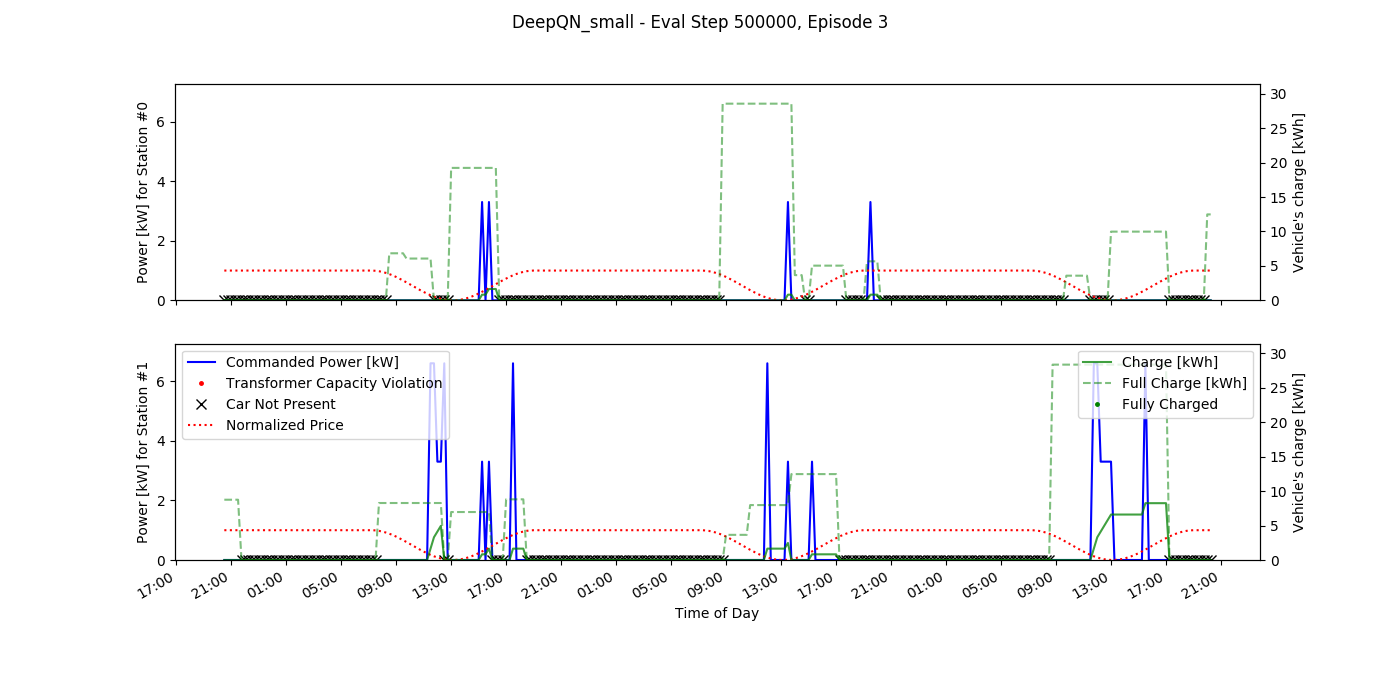 DeepQN_small - Eval Step 500000, Episode 3
Power [kW] for Station #0
6
4
2
0
30
25
20
15
10
5
0
Vehicle's charge [kWh]
Power [kW] for Station #1
6
4
2
0
Commanded Power [kW]
Transformer Capacity Violation
Car Not Present
Normalized Price
Charge [kWh]
Full Charge [kWh]
Fully Charged
30
25
20
15
10
5
0
Vehicle's charge [kWh]
17:00 21:00 01:00 05:00 09:00 13:00 17:00 21:00 01:00 05:00 09:00 13:00 17:00 21:00 01:00 05:00 09:00 13:00 17:00 21:00
Time of Day